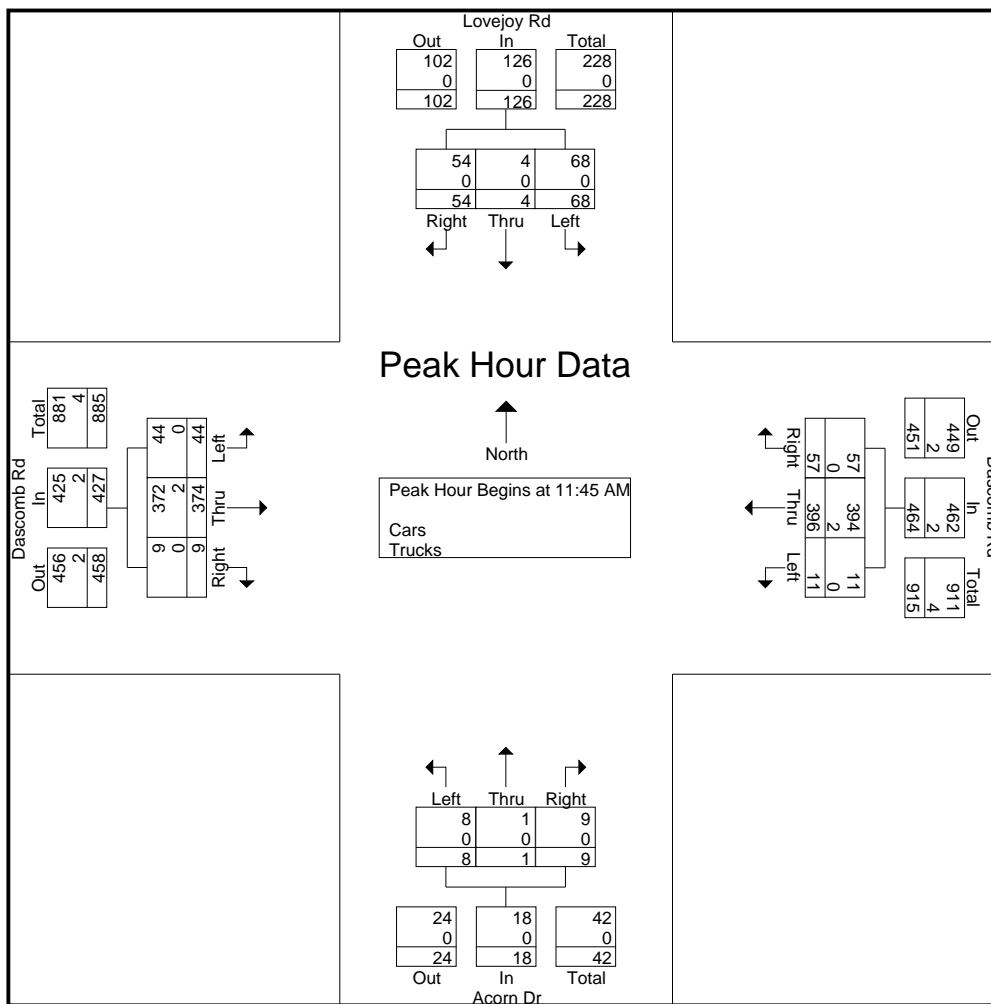 Lovejoy Rd
Out In Total
102 126 228
0 0 0
102 126 228
54 4 68
0 0 0
54 4 68
Right Thru Left
Peak Hour Data
North
Peak Hour Begins at 11:45 AM
Cars
Trucks
Dascomb Rd
Out In Total
456 425 881
2 2 4
458 427 885
Left Thru Right
44 372 9
0 2 0
44 374 9
Right Thru Left
57 394 11
0 2 0
57 396 11
Out In Total
449 462 911
2 2 4
451 464 915
Dascomb Rd
Left Thru Right
8 1 9
0 0 0
8 1 9
24 18 42
0 0 0
24 18 42
Out In Total
Acorn Dr